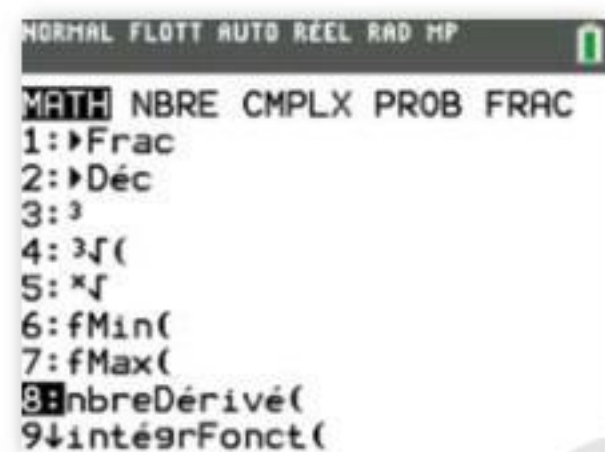 NORMAL FLOTT AUTO RÉEL RAD MP
MATH NBRE CMPLX PROB FRAC
1:▶Frac
2:▶Déc
3:³
4:³√(
5:ˣ√
6:fMin(
7:fMax(
8:nbreDérivé(
9↓intégrFonct(